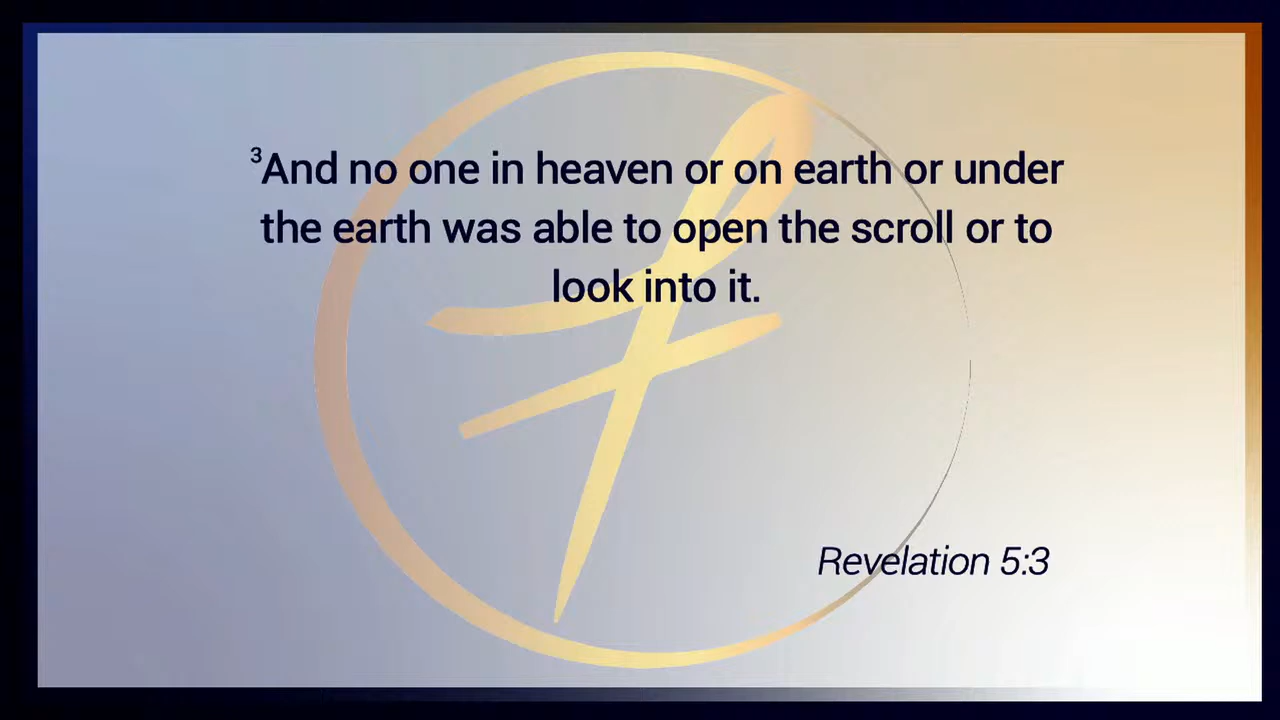 ³And no one in heaven or on earth or under
the earth was able to open the scroll or to
look into it.
Revelation 5:3